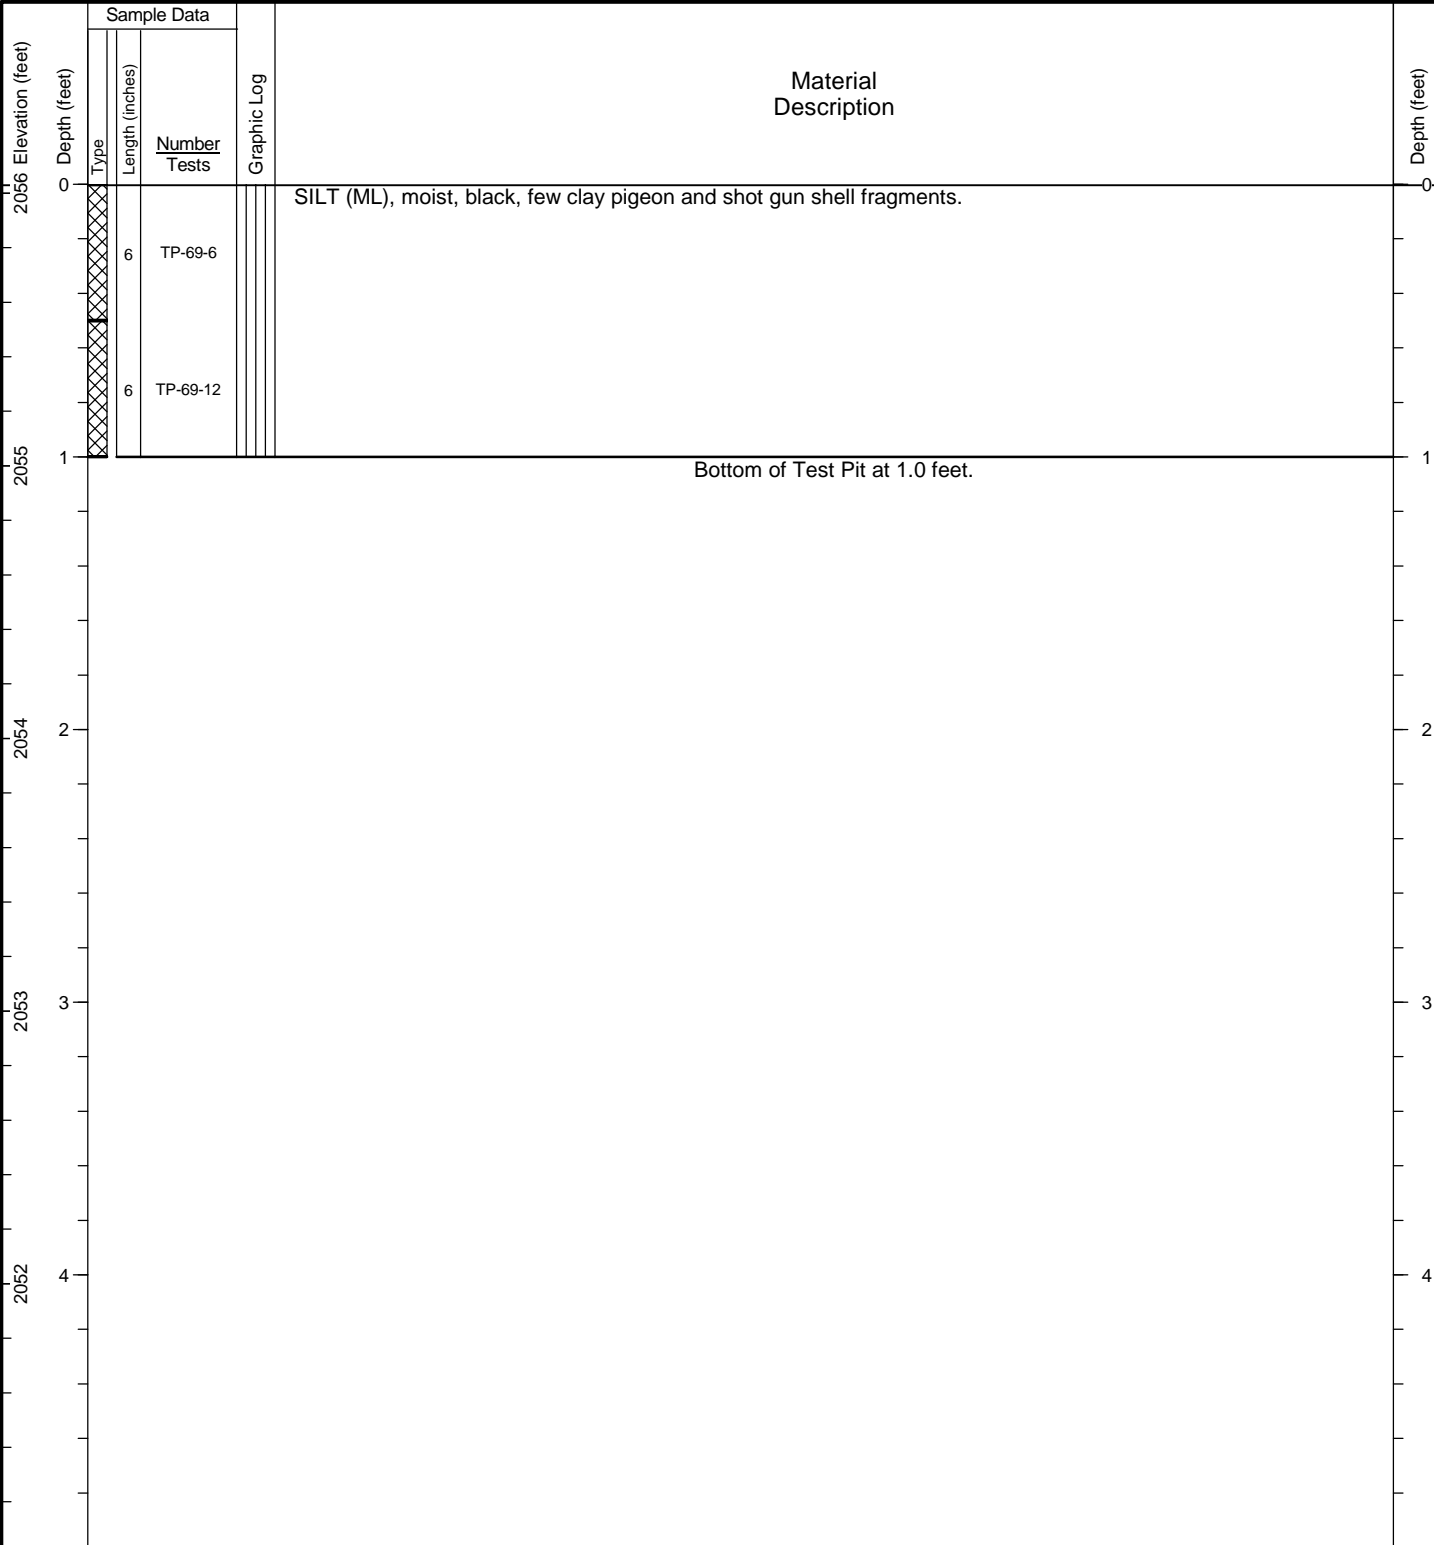 Sample Data
Elevation (feet)
Depth (feet)
Type
Length (inches)
Number
Tests
Graphic Log
Material
Description
Depth (feet)
2056
0
SILT (ML), moist, black, few clay pigeon and shot gun shell fragments.
0
6
TP-69-6
6
TP-69-12
2055
1
1
Bottom of Test Pit at 1.0 feet.
2054
2
2
2053
3
3
2052
4
4